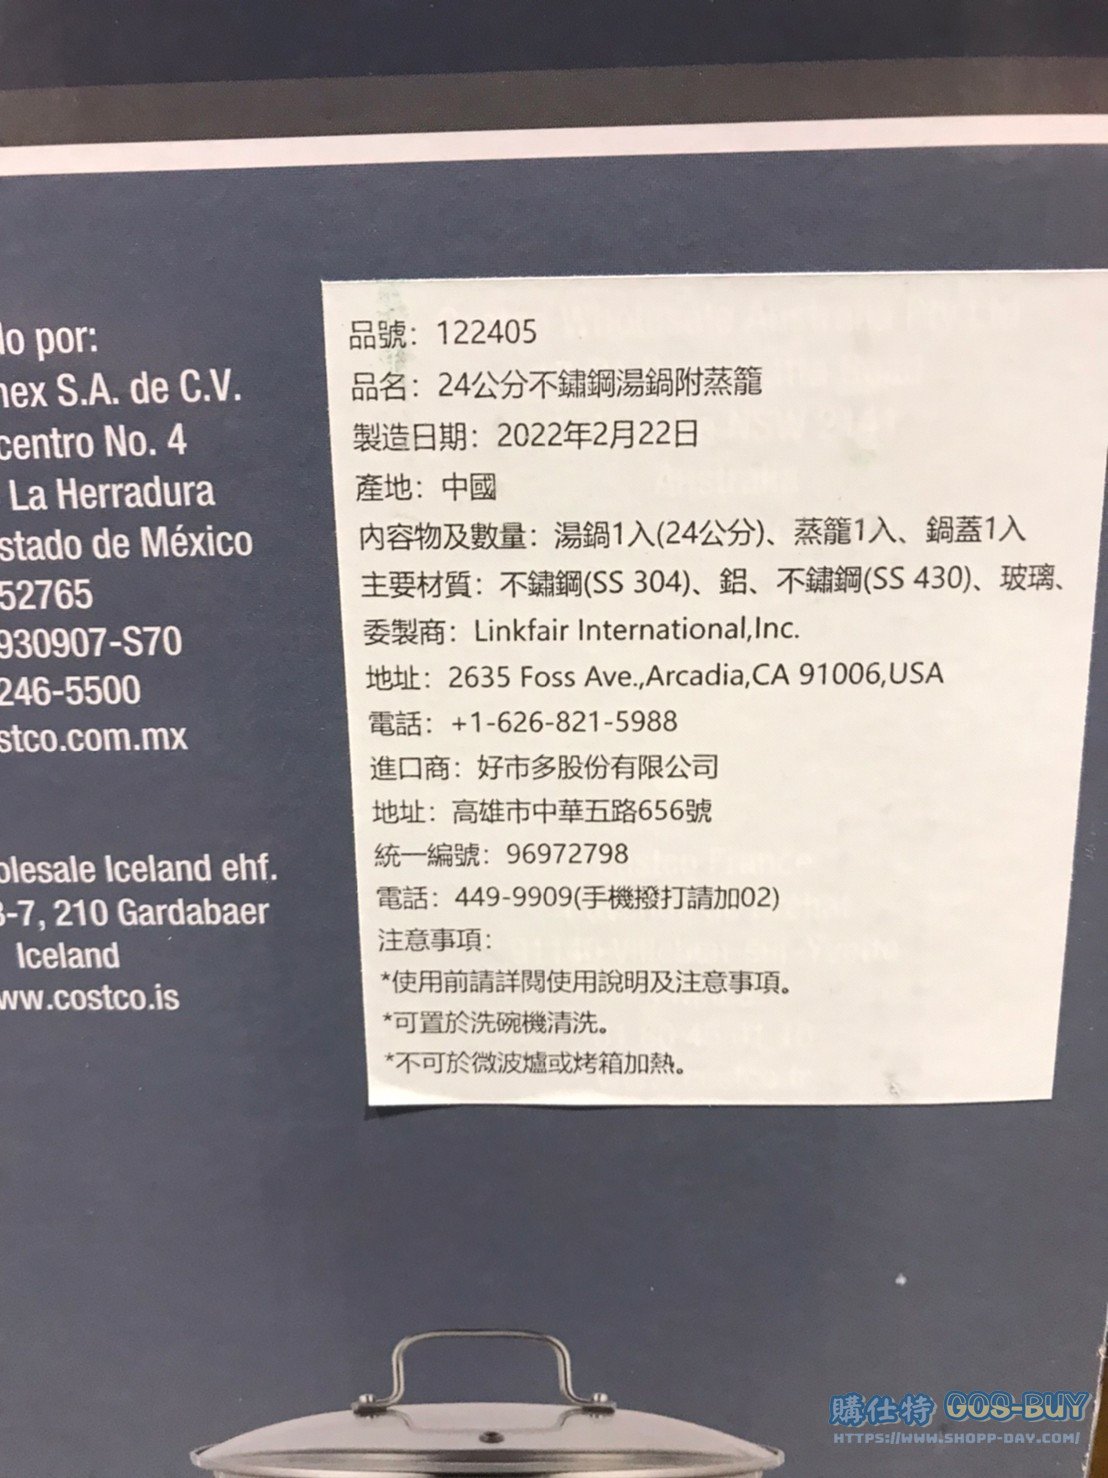 lo por:
nex S.A. de C.V.
centro No. 4
La Herradura
stado de México
52765
930907-S70
246-5500
stco.com.mx
olesale Iceland ehf.
3-7, 210 Gardabaer
Iceland
ww.costco.is
品號：122405
品名：24公分不鏽鋼湯鍋附蒸籠
製造日期：2022年2月22日
產地：中國
內容物及數量：湯鍋1入(24公分)、蒸籠1入、鍋蓋1入
主要材質：不鏽鋼(SS 304)、鋁、不鏽鋼(SS 430)、玻璃、
委製商：Linkfair International,Inc.
地址：2635 Foss Ave.,Arcadia,CA 91006,USA
電話：+1-626-821-5988
進口商：好市多股份有限公司
地址：高雄市中華五路656號
統一編號：96972798
電話：449-9909(手機撥打請加02)
注意事項：
*使用前請詳閱使用說明及注意事項。
*可置於洗碗機清洗。
*不可於微波爐或烤箱加熱。
購仕特 GOS-BUY
HTTPS://WWW.SHOPP-DAY.COM/